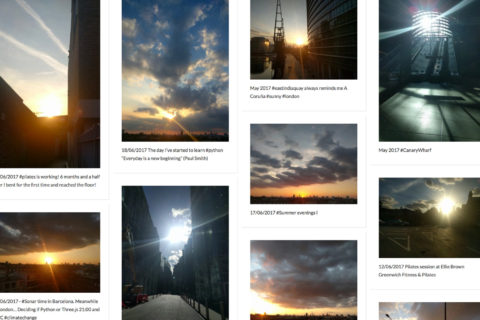 06/2017 #pilates is working! 6 months and a half
r I bent for the first time and reached the flour!
06/2017 - #Sonar time in Barcelona. Meanwhile
ondon... Deciding if Python or Three.js 21:00 and
C #climatechange
18/06/2017 The day I've started to learn #python
"Everyday is a new beginning" (Paul Smith)
May 2017 #eastindiaquay always reminds me A
Coruña #sunny #london
17/06/2017 #Summer evenings I
May 2017 #CanaryWharf
12/06/2017 Pilates session at Ellie Brown
Greenwich Fitness & Pilates